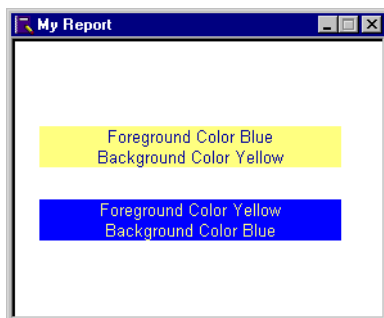 My Report
Foreground Color Blue
Background Color Yellow
Foreground Color Yellow
Background Color Blue